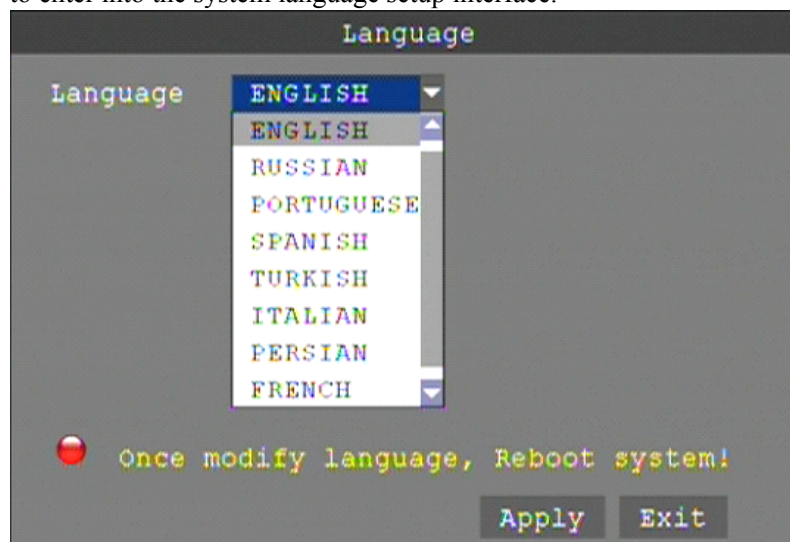 to enter into the system language setup interface.
Language
Language ENGLISH
ENGLISH
RUSSIAN
PORTUGUESE
SPANISH
TURKISH
ITALIAN
PERSIAN
FRENCH
Once modify language, Reboot system!
Apply Exit